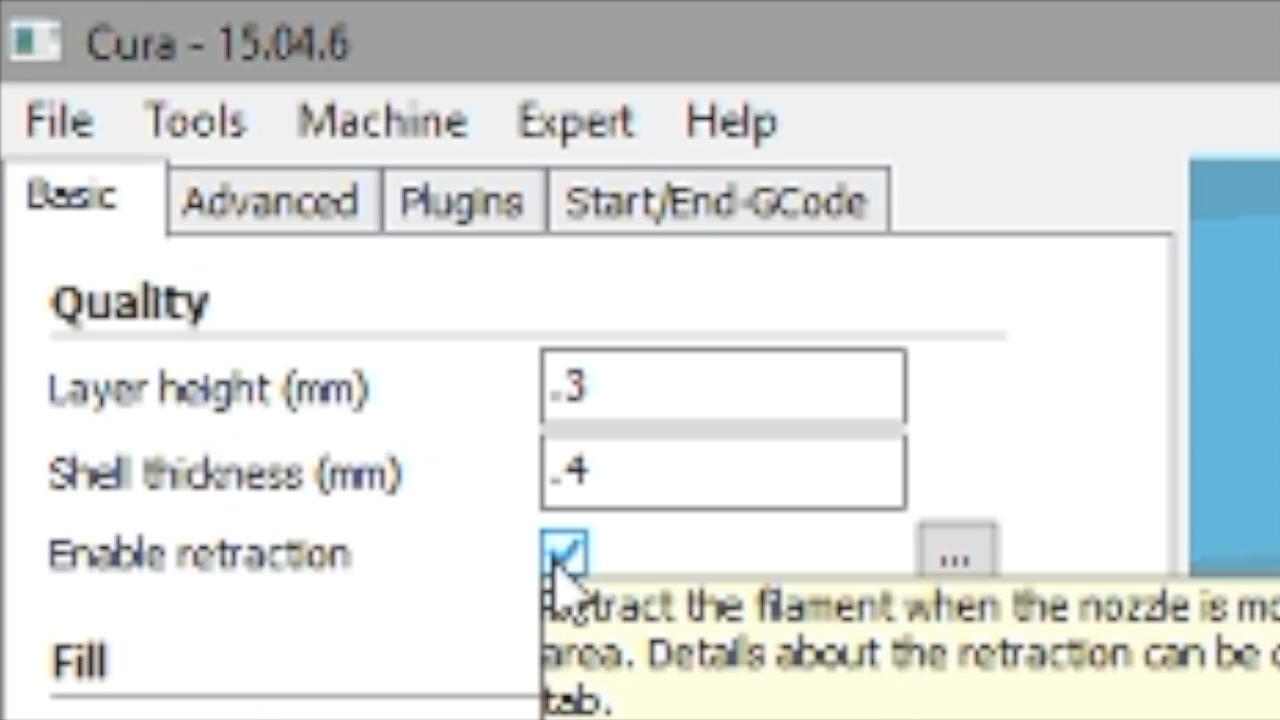 Cura - 15.04.6
File Tools Machine Expert Help
Basic Advanced Plugins Start/End-GCode
Quality
Layer height (mm) .3
Shell thickness (mm) .4
Enable retraction ...
the filament when the nozzle is
Fill
area. Details about the retraction can be
tab.